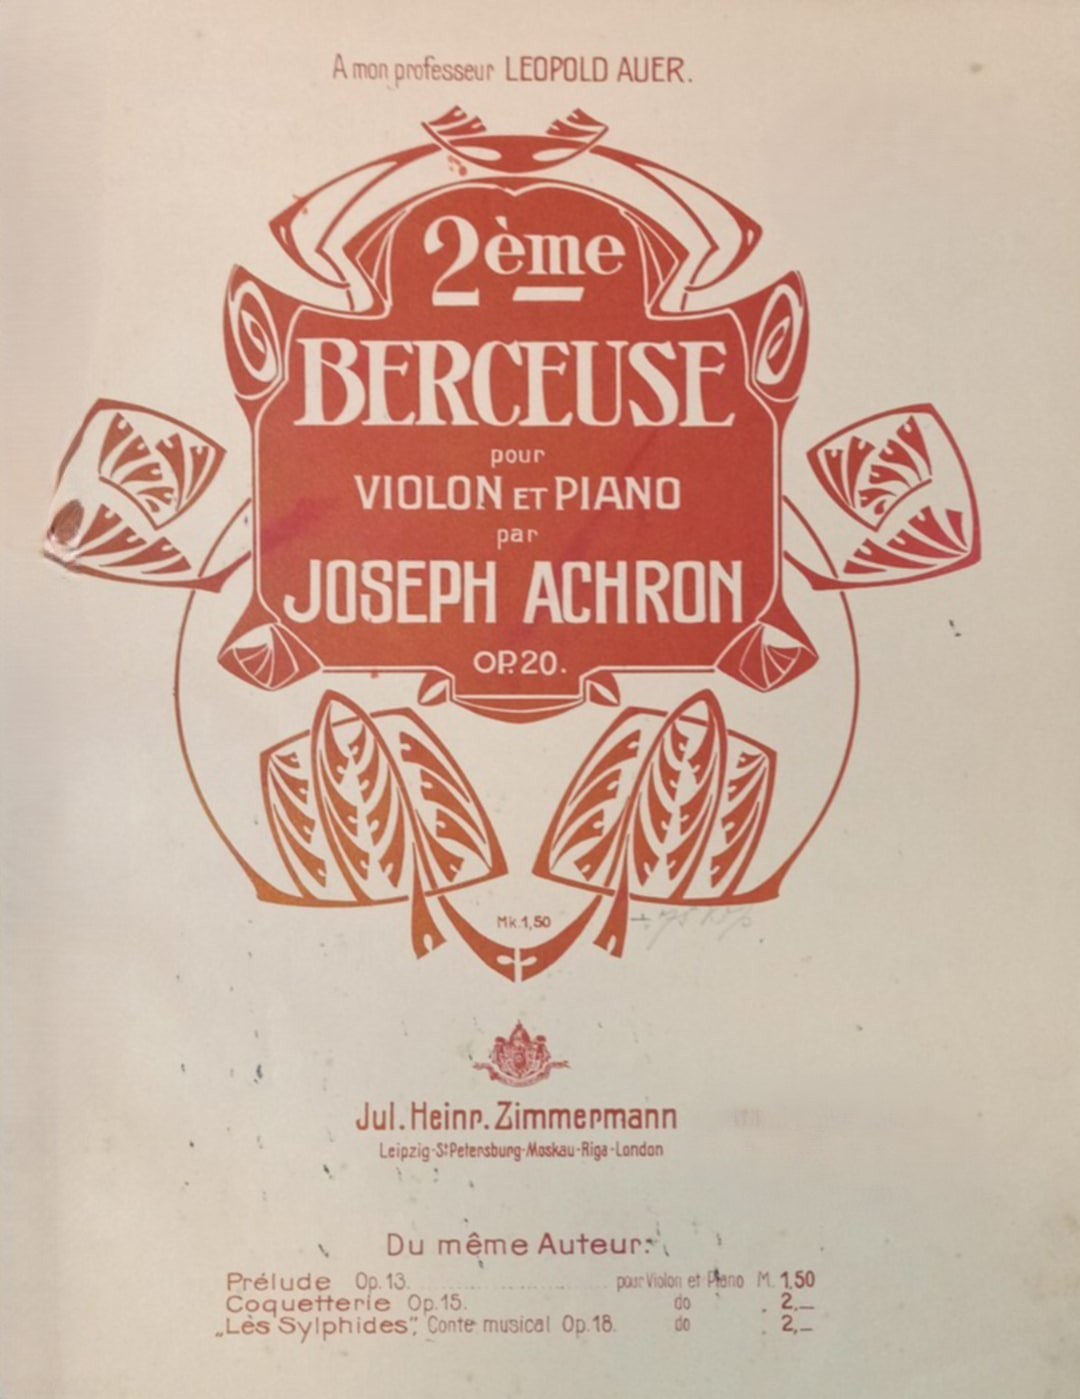 A mon professeur LEOPOLD AUER.
2ème
BERCEUSE
pour
VIOLON ET PIANO
par
JOSEPH ACHRON
OP. 20.
Mk. 1,50
Jul. Heinr. Zimmermann
Leipzig-St Petersburg-Moskau-Riga-London
Du même Auteur:
Prélude Op. 13. .......................... pour Violon et Piano M. 1.50
Coquetterie Op. 15. do „ 2,—
„Les Sylphides", Conte musical Op. 18. do „ 2,—